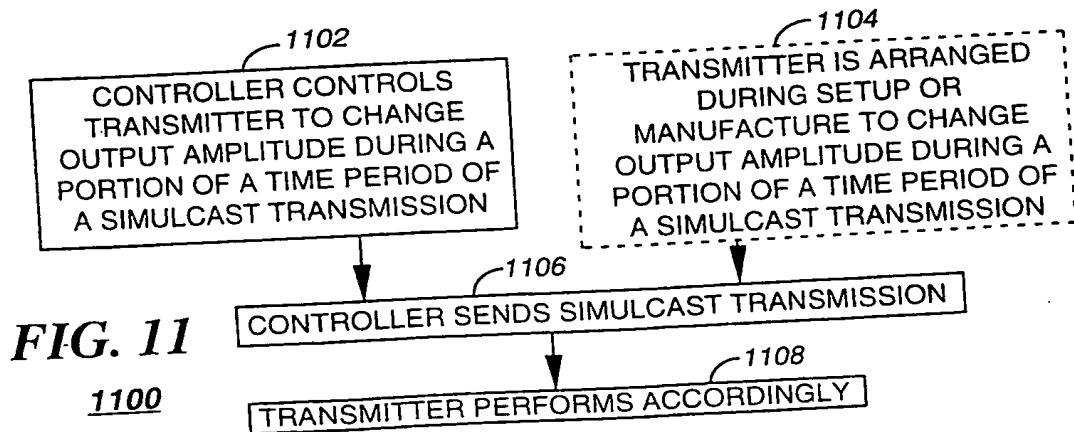 1102
CONTROLLER CONTROLS
TRANSMITTER TO CHANGE
OUTPUT AMPLITUDE DURING A
PORTION OF A TIME PERIOD OF
A SIMULCAST TRANSMISSION
1104
TRANSMITTER IS ARRANGED
DURING SETUP OR
MANUFACTURE TO CHANGE
OUTPUT AMPLITUDE DURING A
PORTION OF A TIME PERIOD OF
A SIMULCAST TRANSMISSION
1106
CONTROLLER SENDS SIMULCAST TRANSMISSION
FIG. 11
1100
1108
TRANSMITTER PERFORMS ACCORDINGLY